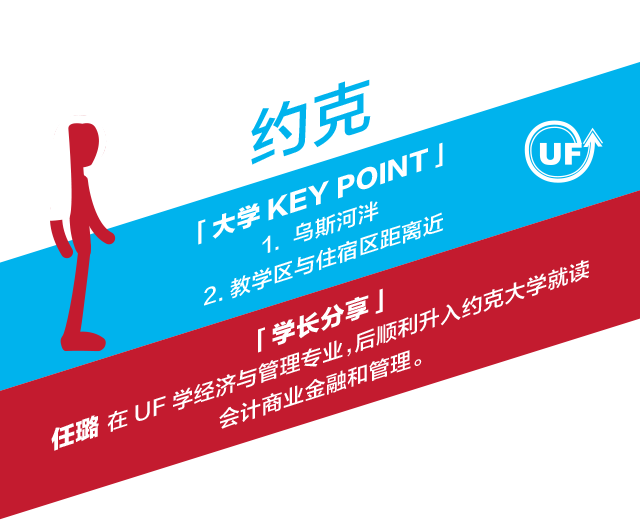 约克
「大学 KEY POINT」
1. 乌斯河泮
2. 教学区与住宿区距离近
UF
「学长分享」
任璐 在 UF 学经济与管理专业，后顺利升入约克大学就读
会计商业金融和管理。